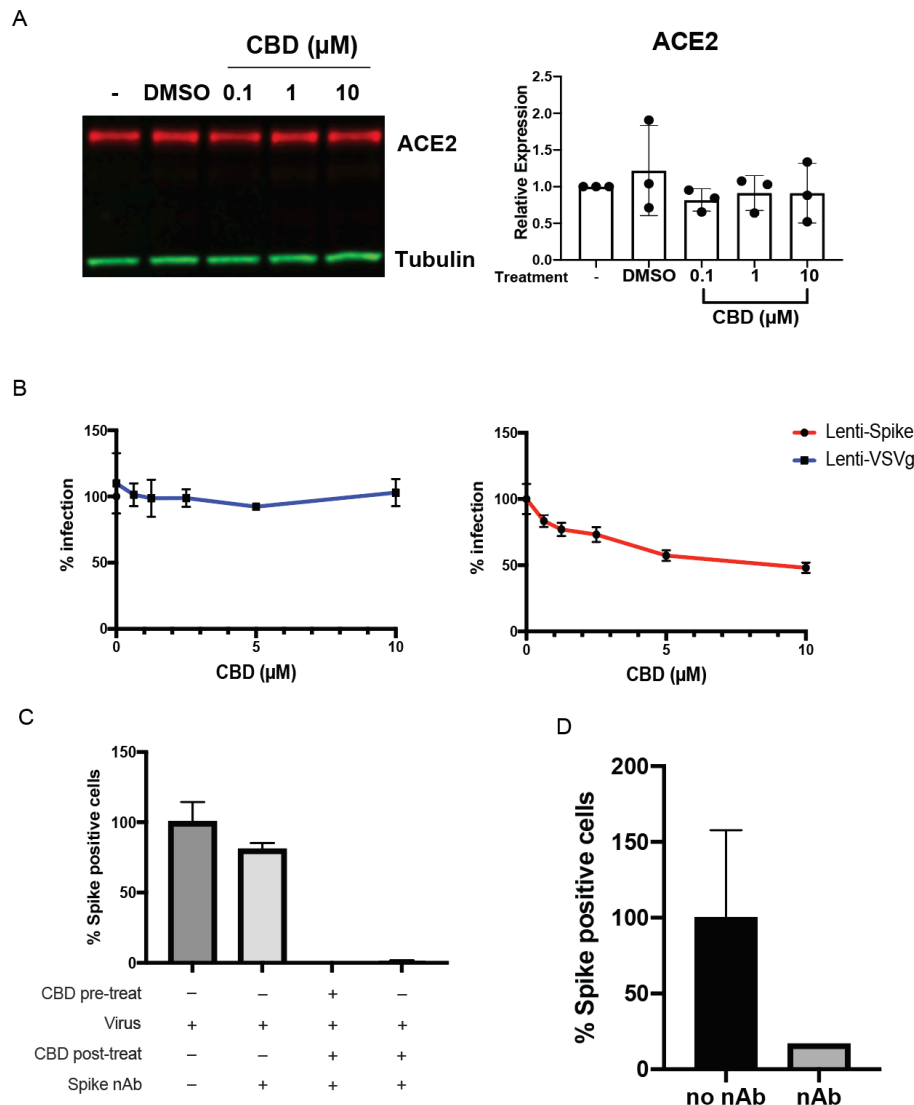 A
CBD (µM)
- DMSO 0.1 1 10
ACE2
Tubulin
ACE2
Relative Expression
2.5
2.0
1.5
1.0
0.5
0.0
Treatment - DMSO 0.1 1 10
CBD (µM)
B
% infection
150
100
50
0
0 5 10
CBD (µM)
% infection
150
100
50
0
0 5 10
CBD (µM)
Lenti-Spike
Lenti-VSVg
C
% Spike positive cells
150
100
50
0
CBD pre-treat – – + –
Virus + + + +
CBD post-treat – – + +
Spike nAb – + + +
D
% Spike positive cells
200
150
100
50
0
no nAb nAb